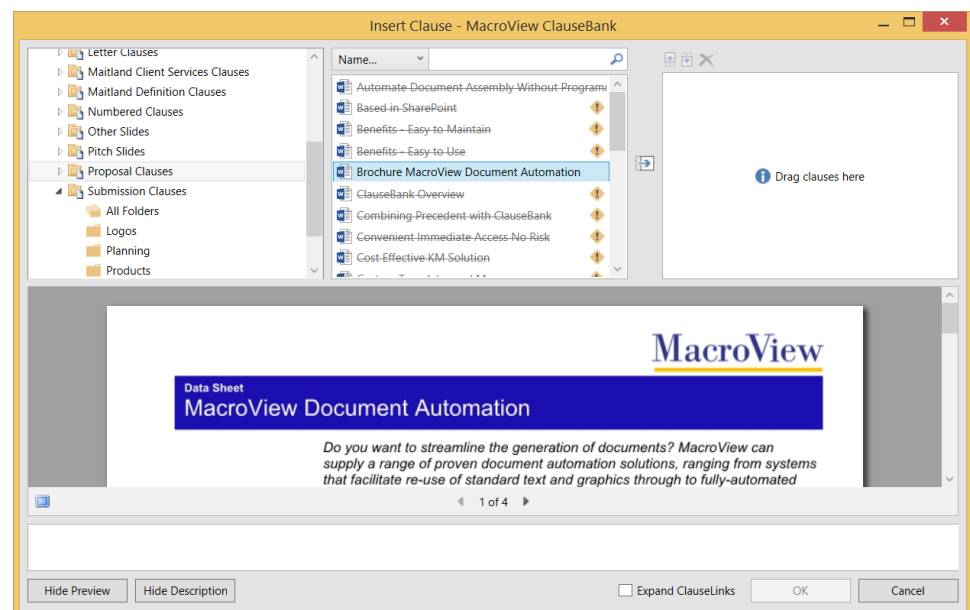 Insert Clause - MacroView ClauseBank
Letter Clauses
Maitland Client Services Clauses
Maitland Definition Clauses
Numbered Clauses
Other Slides
Pitch Slides
Proposal Clauses
Submission Clauses
All Folders
Logos
Planning
Products
Name...
Automate Document Assembly Without Programi
Based in SharePoint
Benefits - Easy to Maintain
Benefits - Easy to Use
Brochure MacroView Document Automation
ClauseBank Overview
Combining Precedent with ClauseBank
Convenient Immediate Access No Risk
Cost Effective KM Solution
Drag clauses here
MacroView
Data Sheet
MacroView Document Automation
Do you want to streamline the generation of documents? MacroView can
supply a range of proven document automation solutions, ranging from systems
that facilitate re-use of standard text and graphics through to fully-automated
1 of 4
Hide Preview
Hide Description
Expand ClauseLinks
OK
Cancel